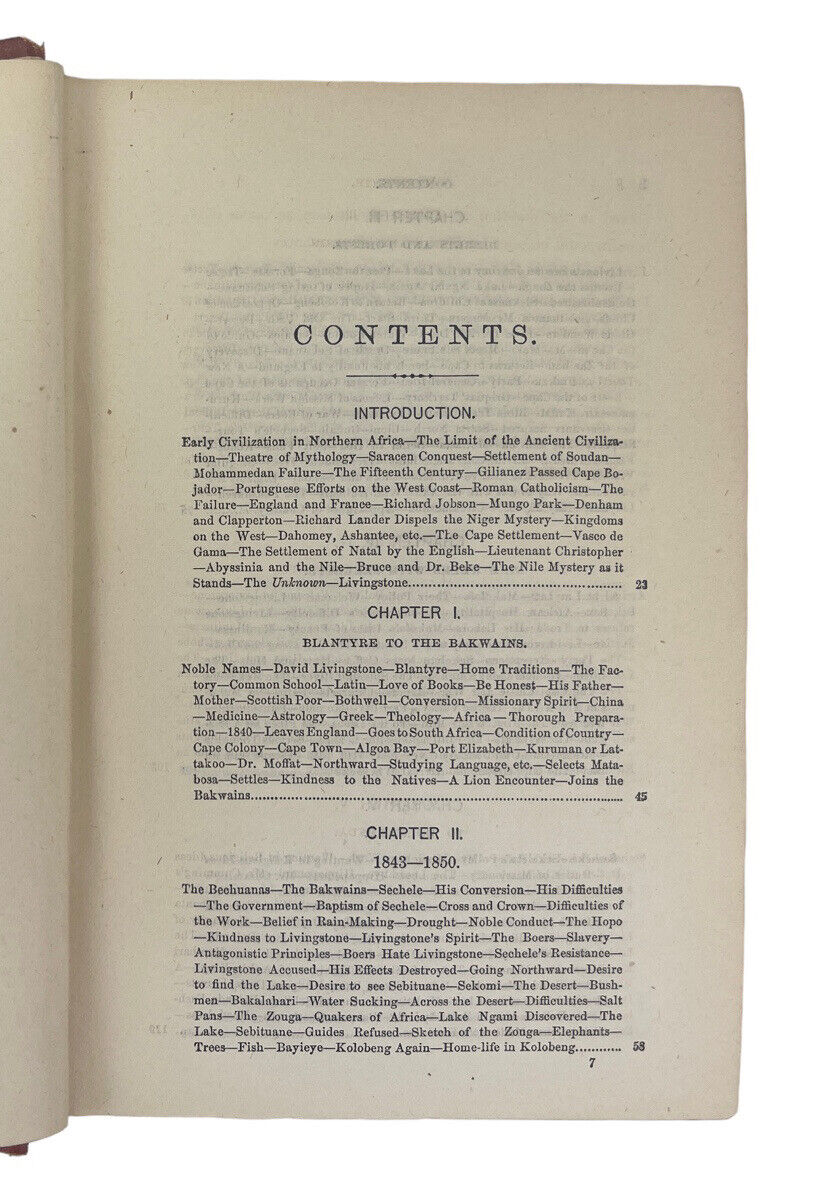 CONTENTS.
INTRODUCTION.
Early Civilization in Northern Africa—The Limit of the Ancient Civiliza-
tion—Theatre of Mythology—Saracen Conquest—Settlement of Soudan—
Mohammedan Failure—The Fifteenth Century—Gilianez Passed Cape Bo-
jador—Portuguese Efforts on the West Coast—Roman Catholicism—The
Failure—England and France—Richard Jobson—Mungo Park—Denham
and Clapperton—Richard Lander Dispels the Niger Mystery—Kingdoms
on the West—Dahomey, Ashantee, etc.—The Cape Settlement—Vasco de
Gama—The Settlement of Natal by the English—Lieutenant Christopher
—Abyssinia and the Nile—Bruce and Dr. Beke—The Nile Mystery as it
Stands—The Unknown—Livingstone.................................................... 23
CHAPTER I.
BLANTYRE TO THE BAKWAINS.
Noble Names—David Livingstone—Blantyre—Home Traditions—The Fac-
tory—Common School—Latin—Love of Books—Be Honest—His Father—
Mother—Scottish Poor—Bothwell—Conversion—Missionary Spirit—China
—Medicine—Astrology—Greek—Theology—Africa—Thorough Prepara-
tion—1840—Leaves England—Goes to South Africa—Condition of Country—
Cape Colony—Cape Town—Algoa Bay—Port Elizabeth—Kuruman or Lat-
takoo—Dr. Moffat—Northward—Studying Language, etc.—Selects Mata-
bosa—Settles—Kindness to the Natives—A Lion Encounter—Joins the
Bakwains.......................................................................................... 45
CHAPTER II.
1843—1850.
The Bechuanas—The Bakwains—Sechele—His Conversion—His Difficulties
—The Government—Baptism of Sechele—Cross and Crown—Difficulties of
the Work—Belief in Rain-Making—Drought—Noble Conduct—The Hopo
—Kindness to Livingstone—Livingstone's Spirit—The Boers—Slavery—
Antagonistic Principles—Boers Hate Livingstone—Sechele's Resistance—
Livingstone Accused—His Effects Destroyed—Going Northward—Desire
to find the Lake—Desire to see Sebituane—Sekomi—The Desert—Bush-
men—Bakalahari—Water Sucking—Across the Desert—Difficulties—Salt
Pans—The Zouga—Quakers of Africa—Lake Ngami Discovered—The
Lake—Sebituane—Guides Refused—Sketch of the Zonga—Elephants—
Trees—Fish—Bayieye—Kolobeng Again—Home-life in Kolobeng............ 58
7